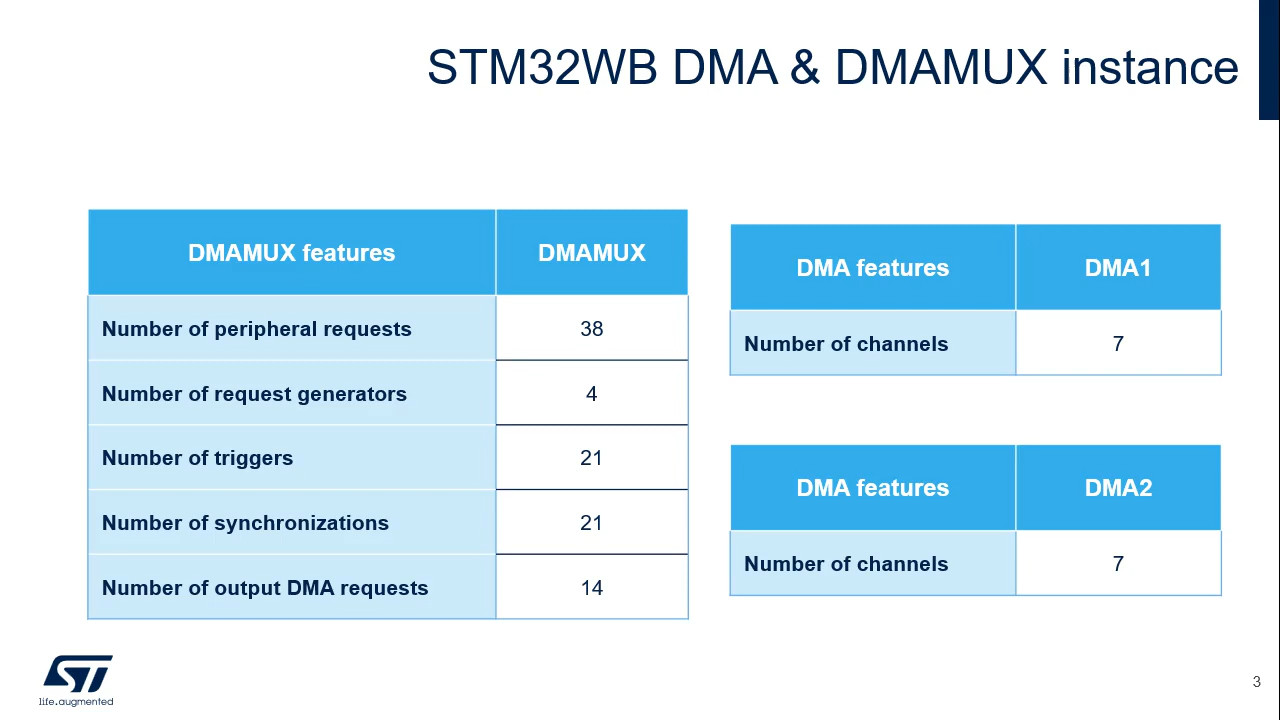 STM32WB DMA & DMAMUX instance
DMAMUX features DMAMUX
Number of peripheral requests 38
Number of request generators 4
Number of triggers 21
Number of synchronizations 21
Number of output DMA requests 14
DMA features DMA1
Number of channels 7
DMA features DMA2
Number of channels 7
ST
life.augmented
3